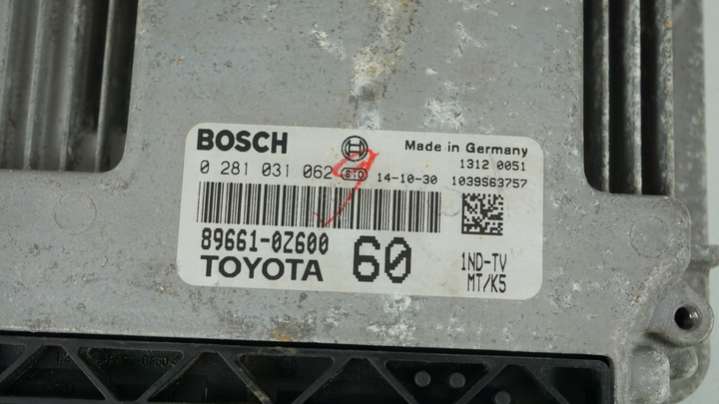 BOSCH
Made in Germany
1312 0051
0 281 031 062 14-10-30 1039S63757
89661-0Z600
TOYOTA 60
1ND-TV
MT/K5